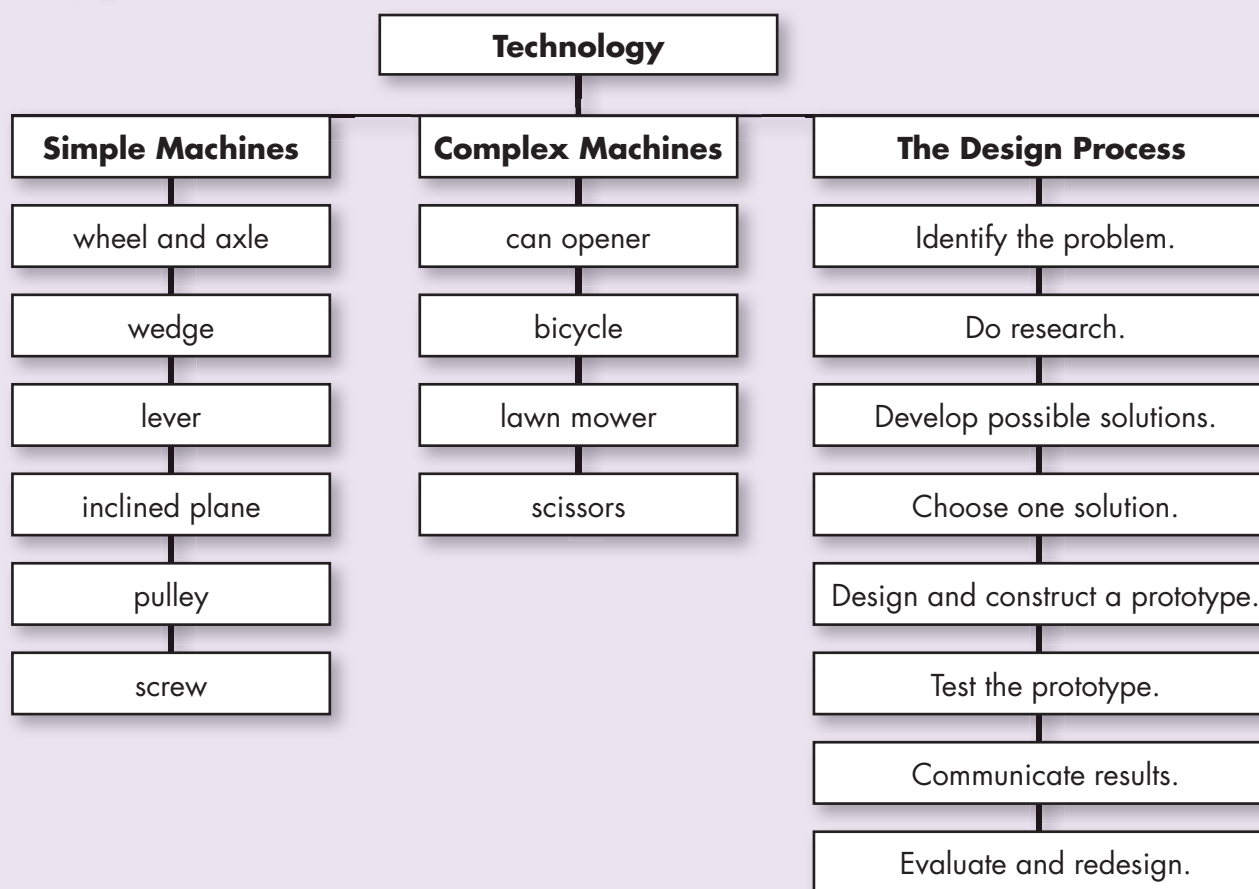 Technology
Simple Machines
wheel and axle
wedge
lever
inclined plane
pulley
screw
Complex Machines
can opener
bicycle
lawn mower
scissors
The Design Process
Identify the problem.
Do research.
Develop possible solutions.
Choose one solution.
Design and construct a prototype.
Test the prototype.
Communicate results.
Evaluate and redesign.